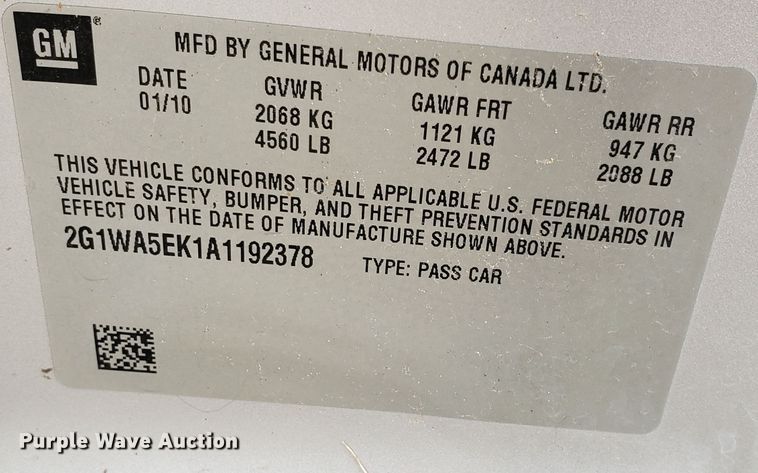 GM®
MFD BY GENERAL MOTORS OF CANADA LTD.
DATE GVWR GAWR FRT GAWR RR
01/10 2068 KG 1121 KG 947 KG
4560 LB 2472 LB 2088 LB
THIS VEHICLE CONFORMS TO ALL APPLICABLE U.S. FEDERAL MOTOR
VEHICLE SAFETY, BUMPER, AND THEFT PREVENTION STANDARDS IN
EFFECT ON THE DATE OF MANUFACTURE SHOWN ABOVE.
2G1WA5EK1A1192378 TYPE: PASS CAR
Purple Wave Auction